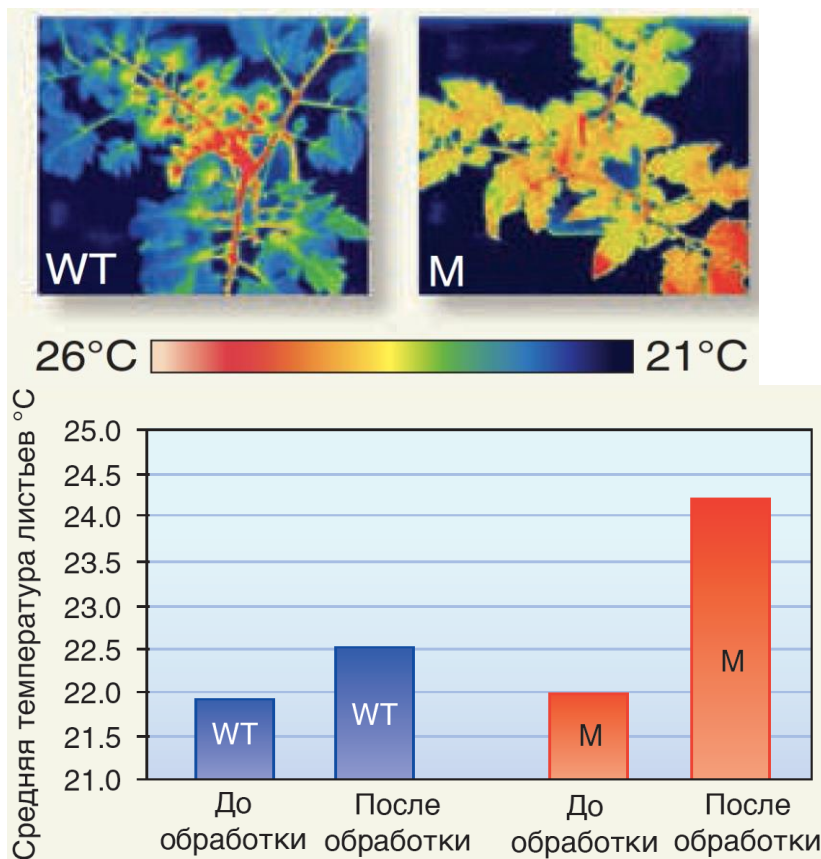 WT
M
26°C
21°C
Средняя температура листьев °C
25.0
24.5
24.0
23.5
23.0
22.5
22.0
21.5
21.0
WT
WT
M
M
До
обработки
После
обработки
До
обработки
После
обработки